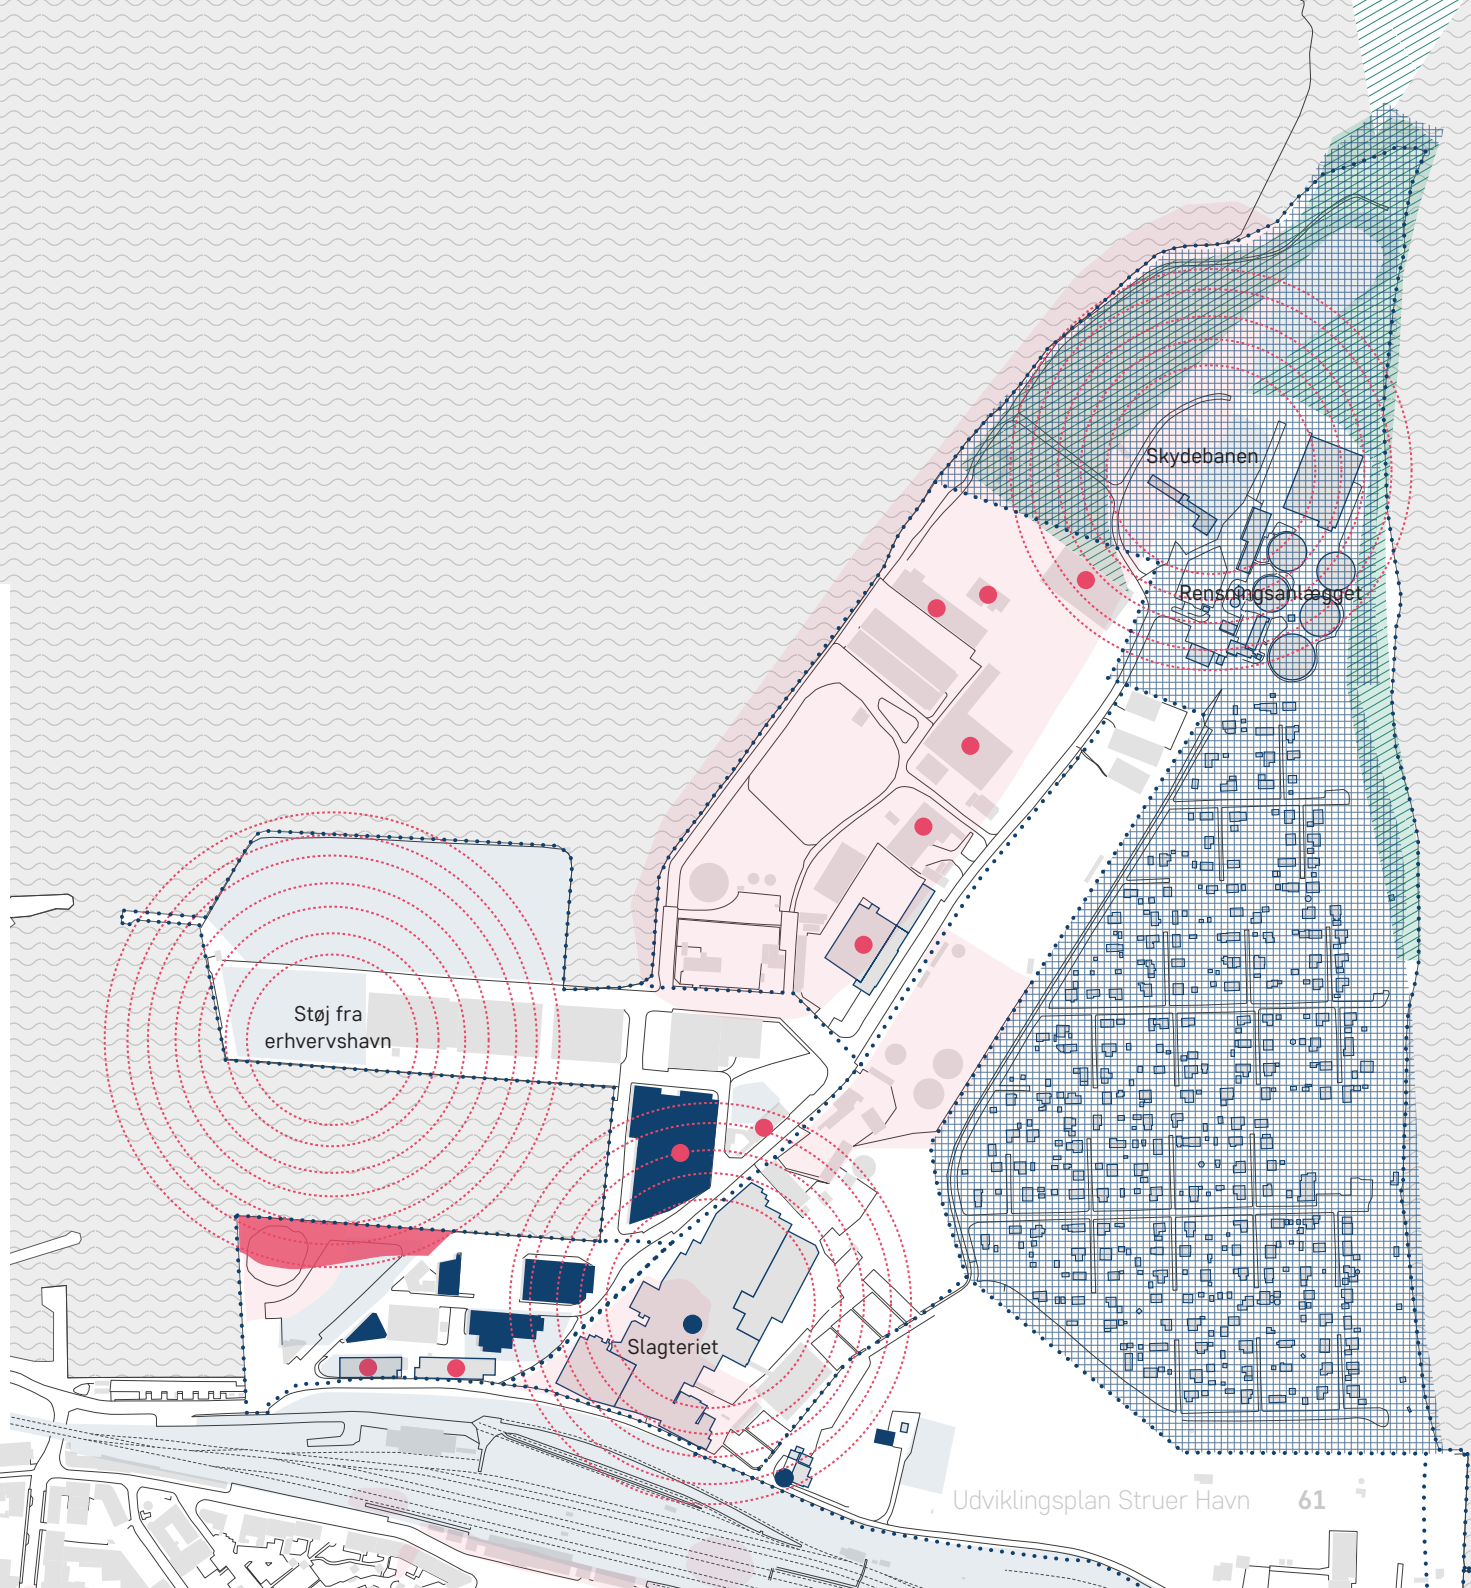 Skydebanen
Rensningsanlægget
Støj fra
erhvervshavn
Slagteriet
Udviklingsplan Struer Havn 61